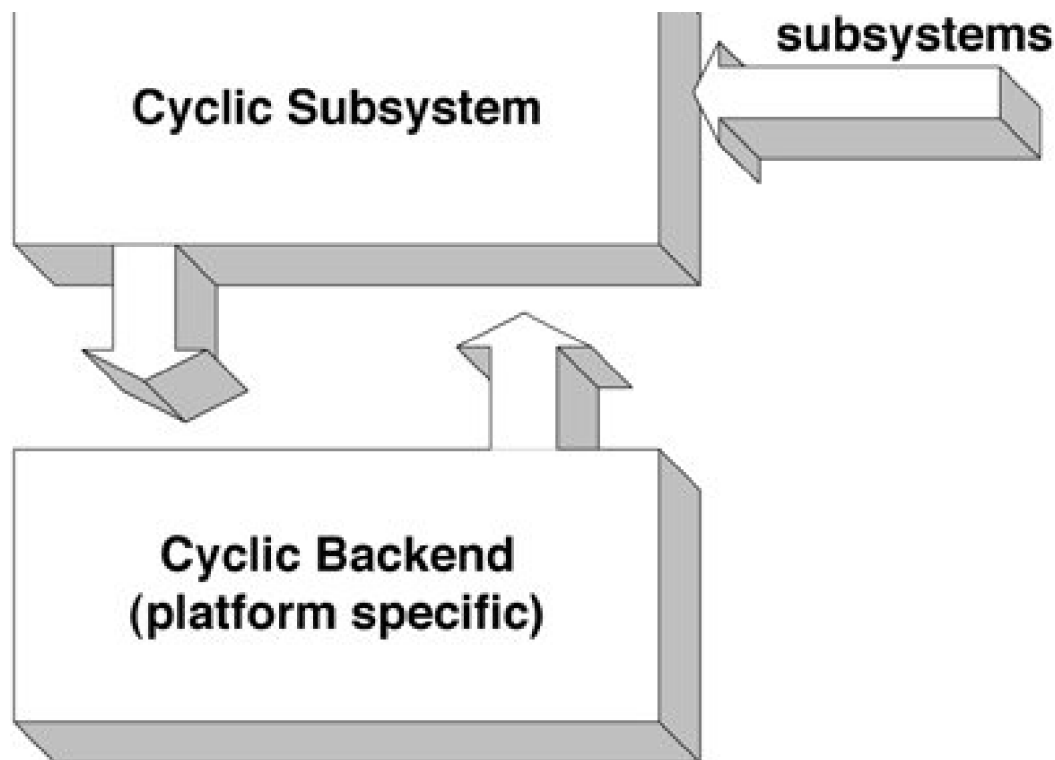 subsystems
Cyclic Subsystem
Cyclic Backend
(platform specific)